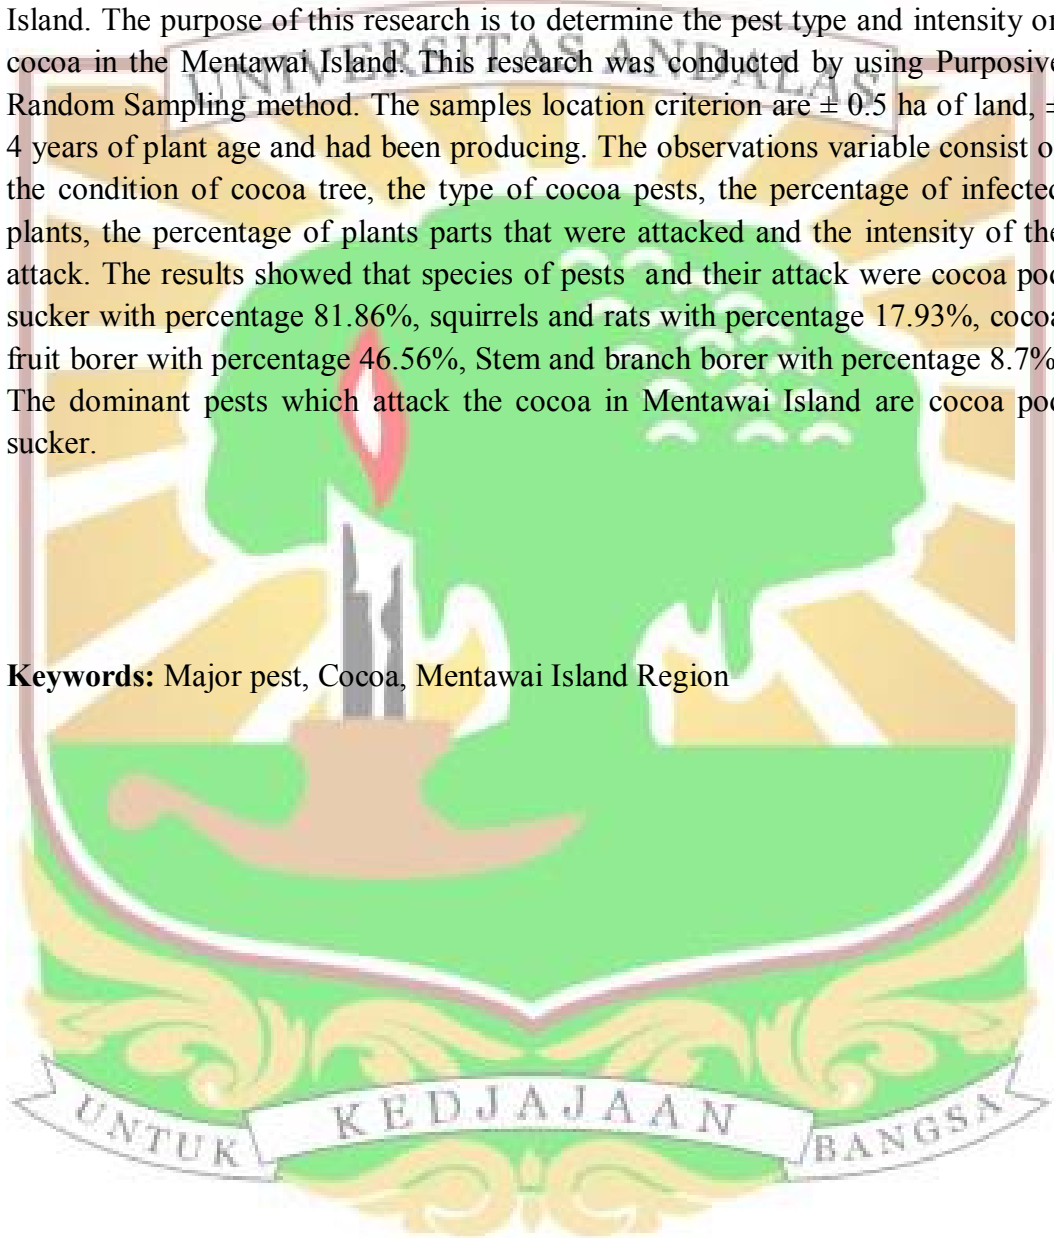 Island. The purpose of this research is to determine the pest type and intensity on
UNIVERSITAS ANDALAS
cocoa in the Mentawai Island. This research was conducted by using Purposive
Random Sampling method. The samples location criterion are ± 0.5 ha of land, ±
4 years of plant age and had been producing. The observations variable consist of
the condition of cocoa tree, the type of cocoa pests, the percentage of infected
plants, the percentage of plants parts that were attacked and the intensity of the
attack. The results showed that species of pests and their attack were cocoa pod
sucker with percentage 81.86%, squirrels and rats with percentage 17.93%, cocoa
fruit borer with percentage 46.56%, Stem and branch borer with percentage 8.7%
The dominant pests which attack the cocoa in Mentawai Island are cocoa pod
sucker.
Keywords: Major pest, Cocoa, Mentawai Island Region
UNTUK KEDJAJAAN BANGSA